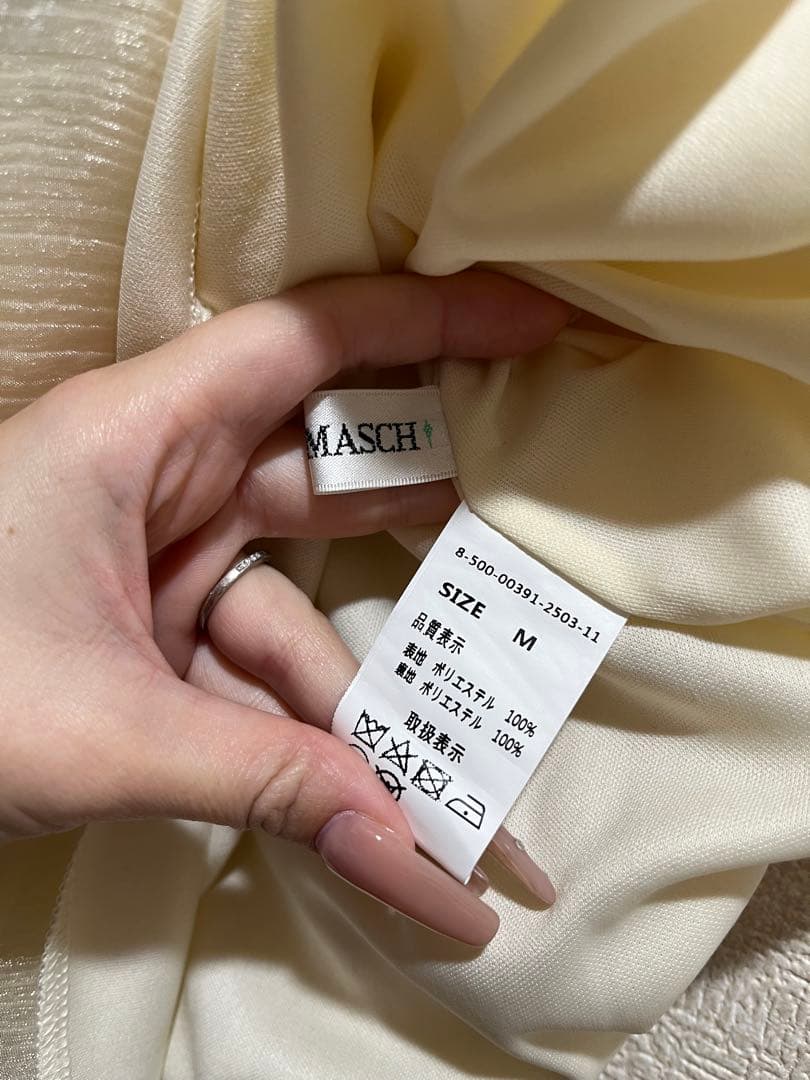 MASCH
8-500-00391-2503-11
SIZE M
品質表示
表地 ポリエステル 100%
裏地 ポリエステル 100%
取扱表示